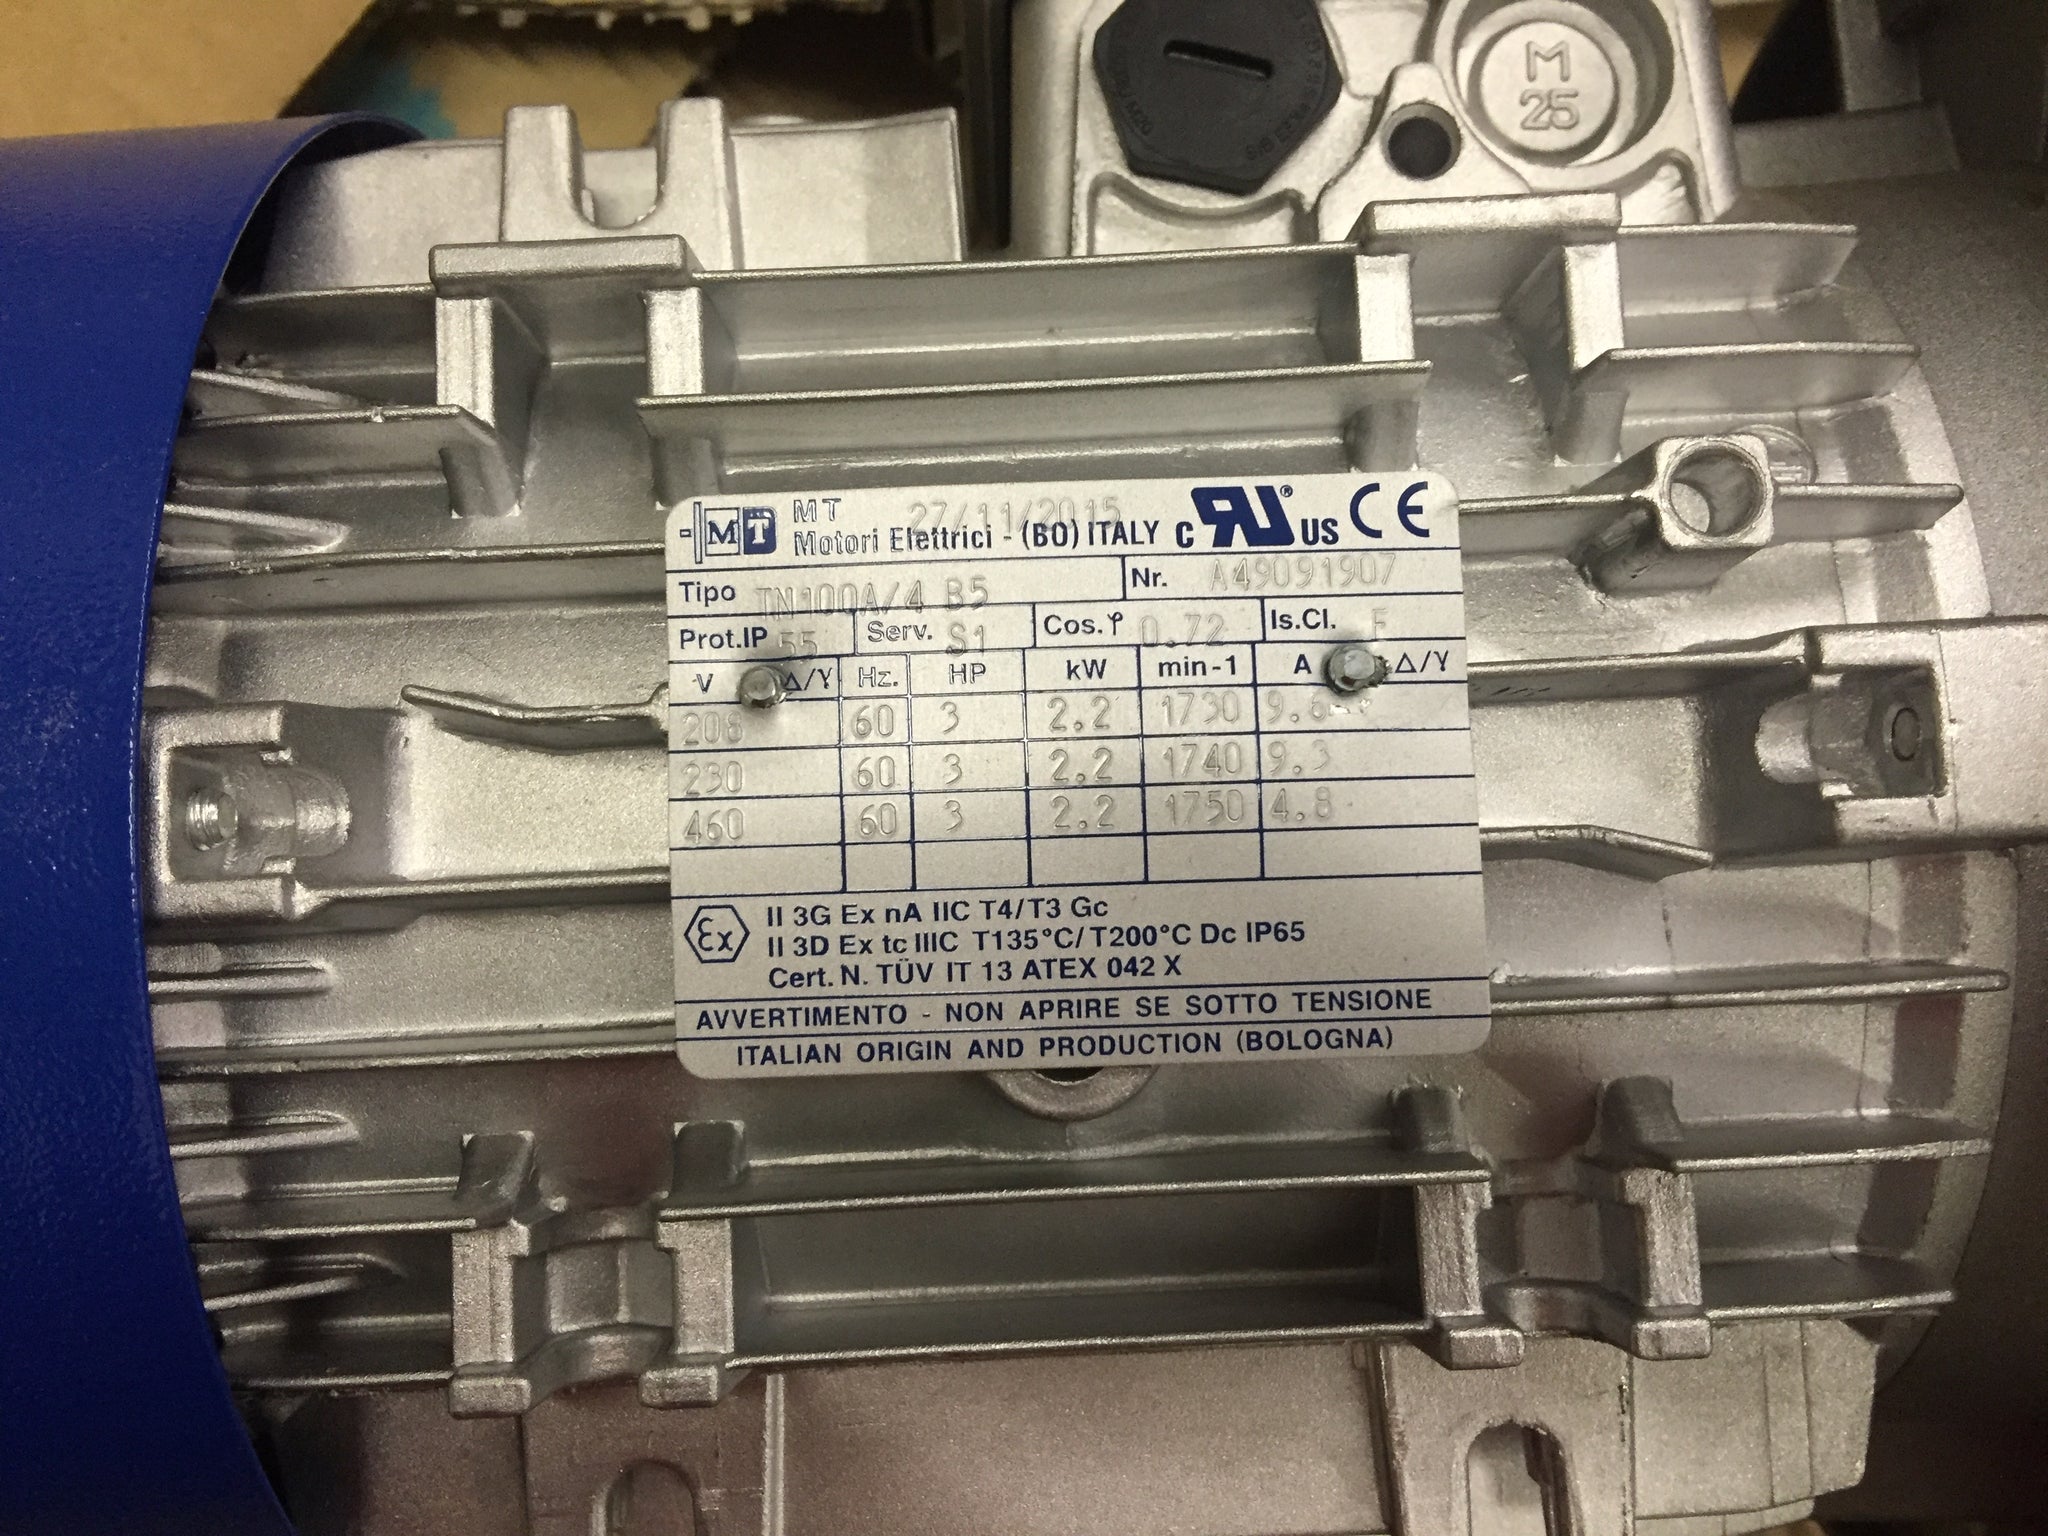 M
25
MT
MT 27/11/2015
Motori Elettrici - (BO) ITALY c RU ® US CE
Tipo TN100A/4 B5 Nr. A49091907
Prot.IP 55 Serv. S1 Cos.φ 0.72 Is.Cl. F
V Δ/Y Hz. HP kW min-1 A Δ/Y
208 60 3 2.2 1730 9.6
230 60 3 2.2 1740 9.3
460 60 3 2.2 1750 4.8
Ex II 3G Ex nA IIC T4/T3 Gc
II 3D Ex tc IIIC T135°C/T200°C Dc IP65
Cert. N. TÜV IT 13 ATEX 042 X
AVVERTIMENTO - NON APRIRE SE SOTTO TENSIONE
ITALIAN ORIGIN AND PRODUCTION (BOLOGNA)